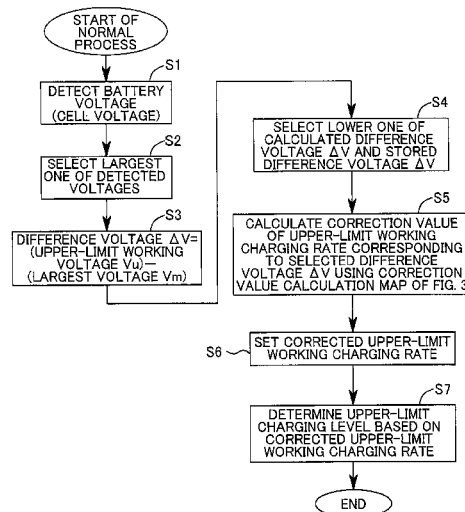 START OF
NORMAL
PROCESS
S1
DETECT BATTERY
VOLTAGE
(CELL VOLTAGE)
S2
SELECT LARGEST
ONE OF DETECTED
VOLTAGES
S3
DIFFERENCE VOLTAGE ΔV=
(UPPER-LIMIT WORKING
VOLTAGE Vu)—
(LARGEST VOLTAGE Vm)
S4
SELECT LOWER ONE OF
CALCULATED DIFFERENCE
VOLTAGE ΔV AND STORED
DIFFERENCE VOLTAGE ΔV
S5
CALCULATE CORRECTION VALUE
OF UPPER-LIMIT WORKING
CHARGING RATE CORRESPONDING
TO SELECTED DIFFERENCE
VOLTAGE ΔV USING CORRECTION
VALUE CALCULATION MAP OF FIG. 3
S6
SET CORRECTED UPPER-LIMIT
WORKING CHARGING RATE
S7
DETERMINE UPPER-LIMIT
CHARGING LEVEL BASED ON
CORRECTED UPPER-LIMIT
WORKING CHARGING RATE
END